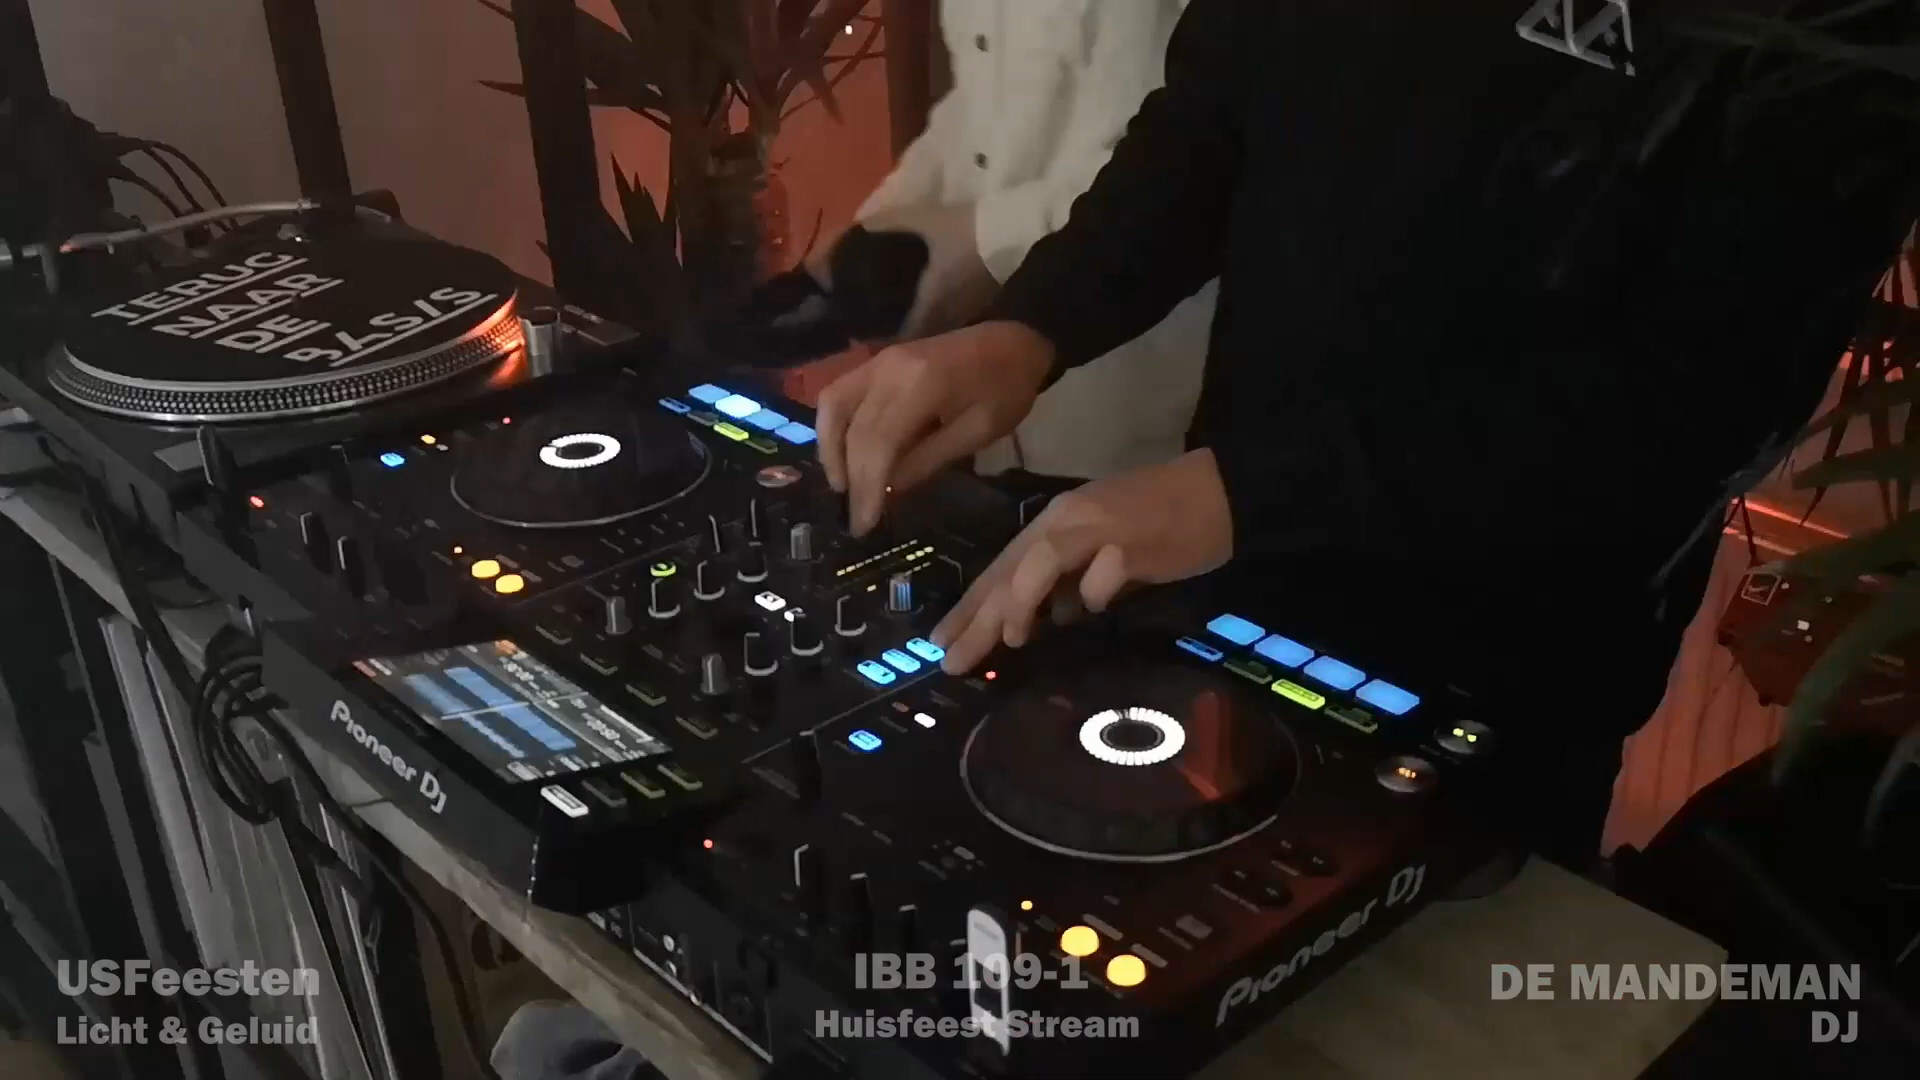 TERUG
NAAR
DE
BASIS
Pioneer DJ
Pioneer DJ
USFeesten
Licht & Geluid
IBB 109-1
Huisfeest Stream
DE MANDEMAN
DJ